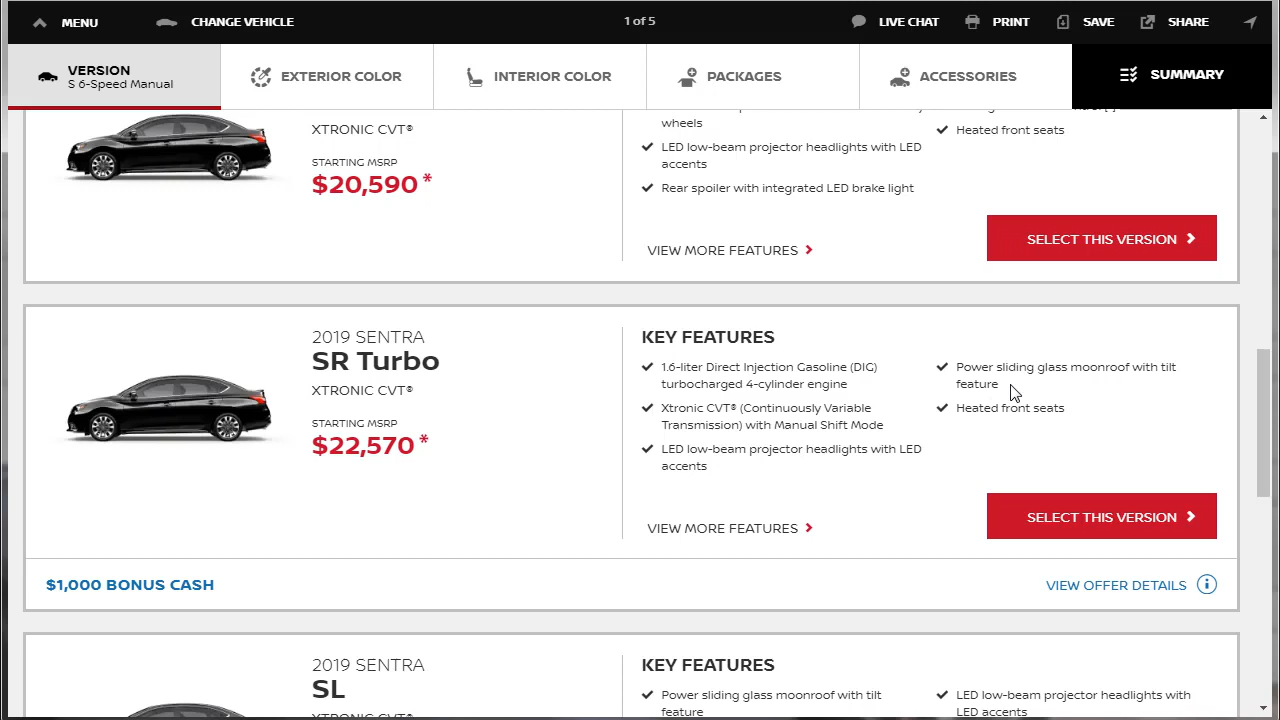 MENU
CHANGE VEHICLE
1 of 5
LIVE CHAT
PRINT
SAVE
SHARE
VERSION
S 6-Speed Manual
EXTERIOR COLOR
INTERIOR COLOR
PACKAGES
ACCESSORIES
SUMMARY
XTRONIC CVT®
STARTING MSRP
$20,590 *
wheels
LED low-beam projector headlights with LED
accents
Rear spoiler with integrated LED brake light
Heated front seats
VIEW MORE FEATURES
SELECT THIS VERSION
2019 SENTRA
SR Turbo
XTRONIC CVT®
STARTING MSRP
$22,570 *
KEY FEATURES
1.6-liter Direct Injection Gasoline (DIG)
turbocharged 4-cylinder engine
Xtronic CVT® (Continuously Variable
Transmission) with Manual Shift Mode
LED low-beam projector headlights with LED
accents
Power sliding glass moonroof with tilt
feature
Heated front seats
VIEW MORE FEATURES
SELECT THIS VERSION
$1,000 BONUS CASH
VIEW OFFER DETAILS
2019 SENTRA
SL
XTRONIC CVT®
KEY FEATURES
Power sliding glass moonroof with tilt
feature
LED low-beam projector headlights with
LED accents